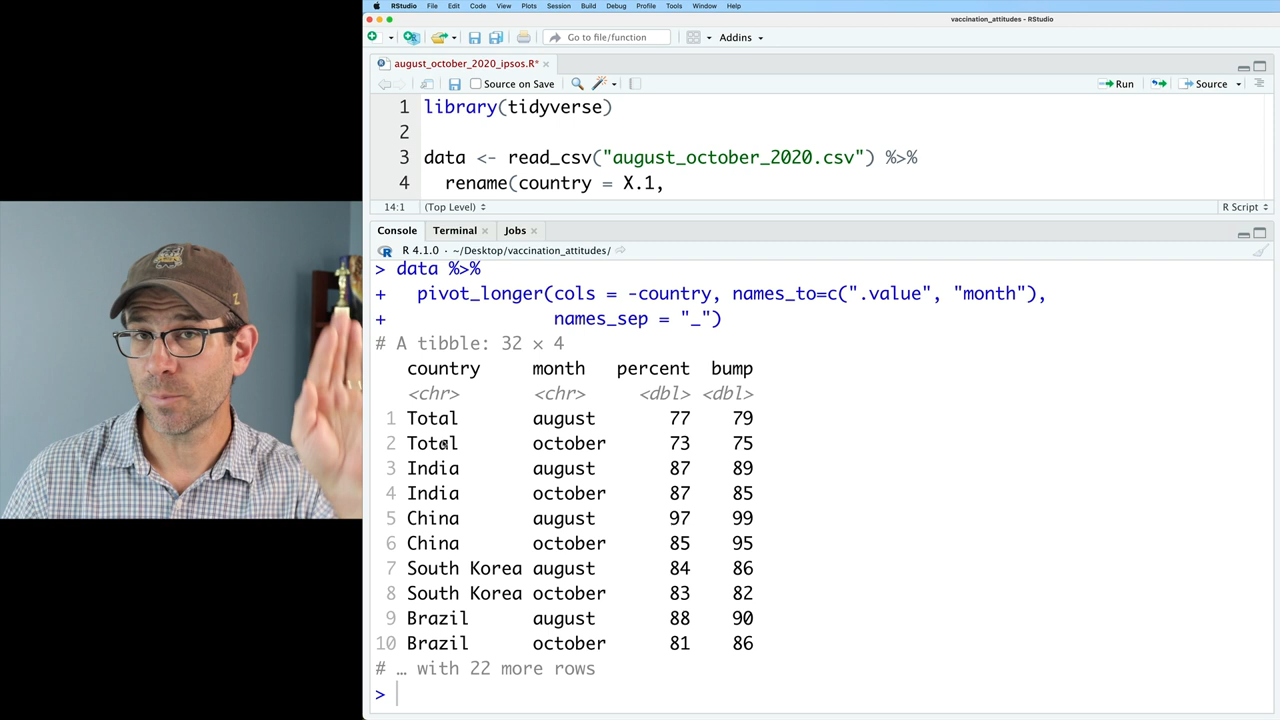 RStudio File Edit Code View Plots Session Build Debug Profile Tools Window Help
vaccination_attitudes - RStudio
Go to file/function Addins
august_october_2020_ipsos.R*
Source on Save Run Source
1 library(tidyverse)
2
3 data <- read_csv("august_october_2020.csv") %>%
4 rename(country = X.1,
14:1 (Top Level) R Script
Console Terminal Jobs
R 4.1.0 · ~/Desktop/vaccination_attitudes/
> data %>%
+ pivot_longer(cols = -country, names_to=c(".value", "month"),
+ names_sep = "_")
# A tibble: 32 × 4
country month percent bump
<chr> <chr> <dbl> <dbl>
1 Total august 77 79
2 Total october 73 75
3 India august 87 89
4 India october 87 85
5 China august 97 99
6 China october 85 95
7 South Korea august 84 86
8 South Korea october 83 82
9 Brazil august 88 90
10 Brazil october 81 86
# … with 22 more rows
>